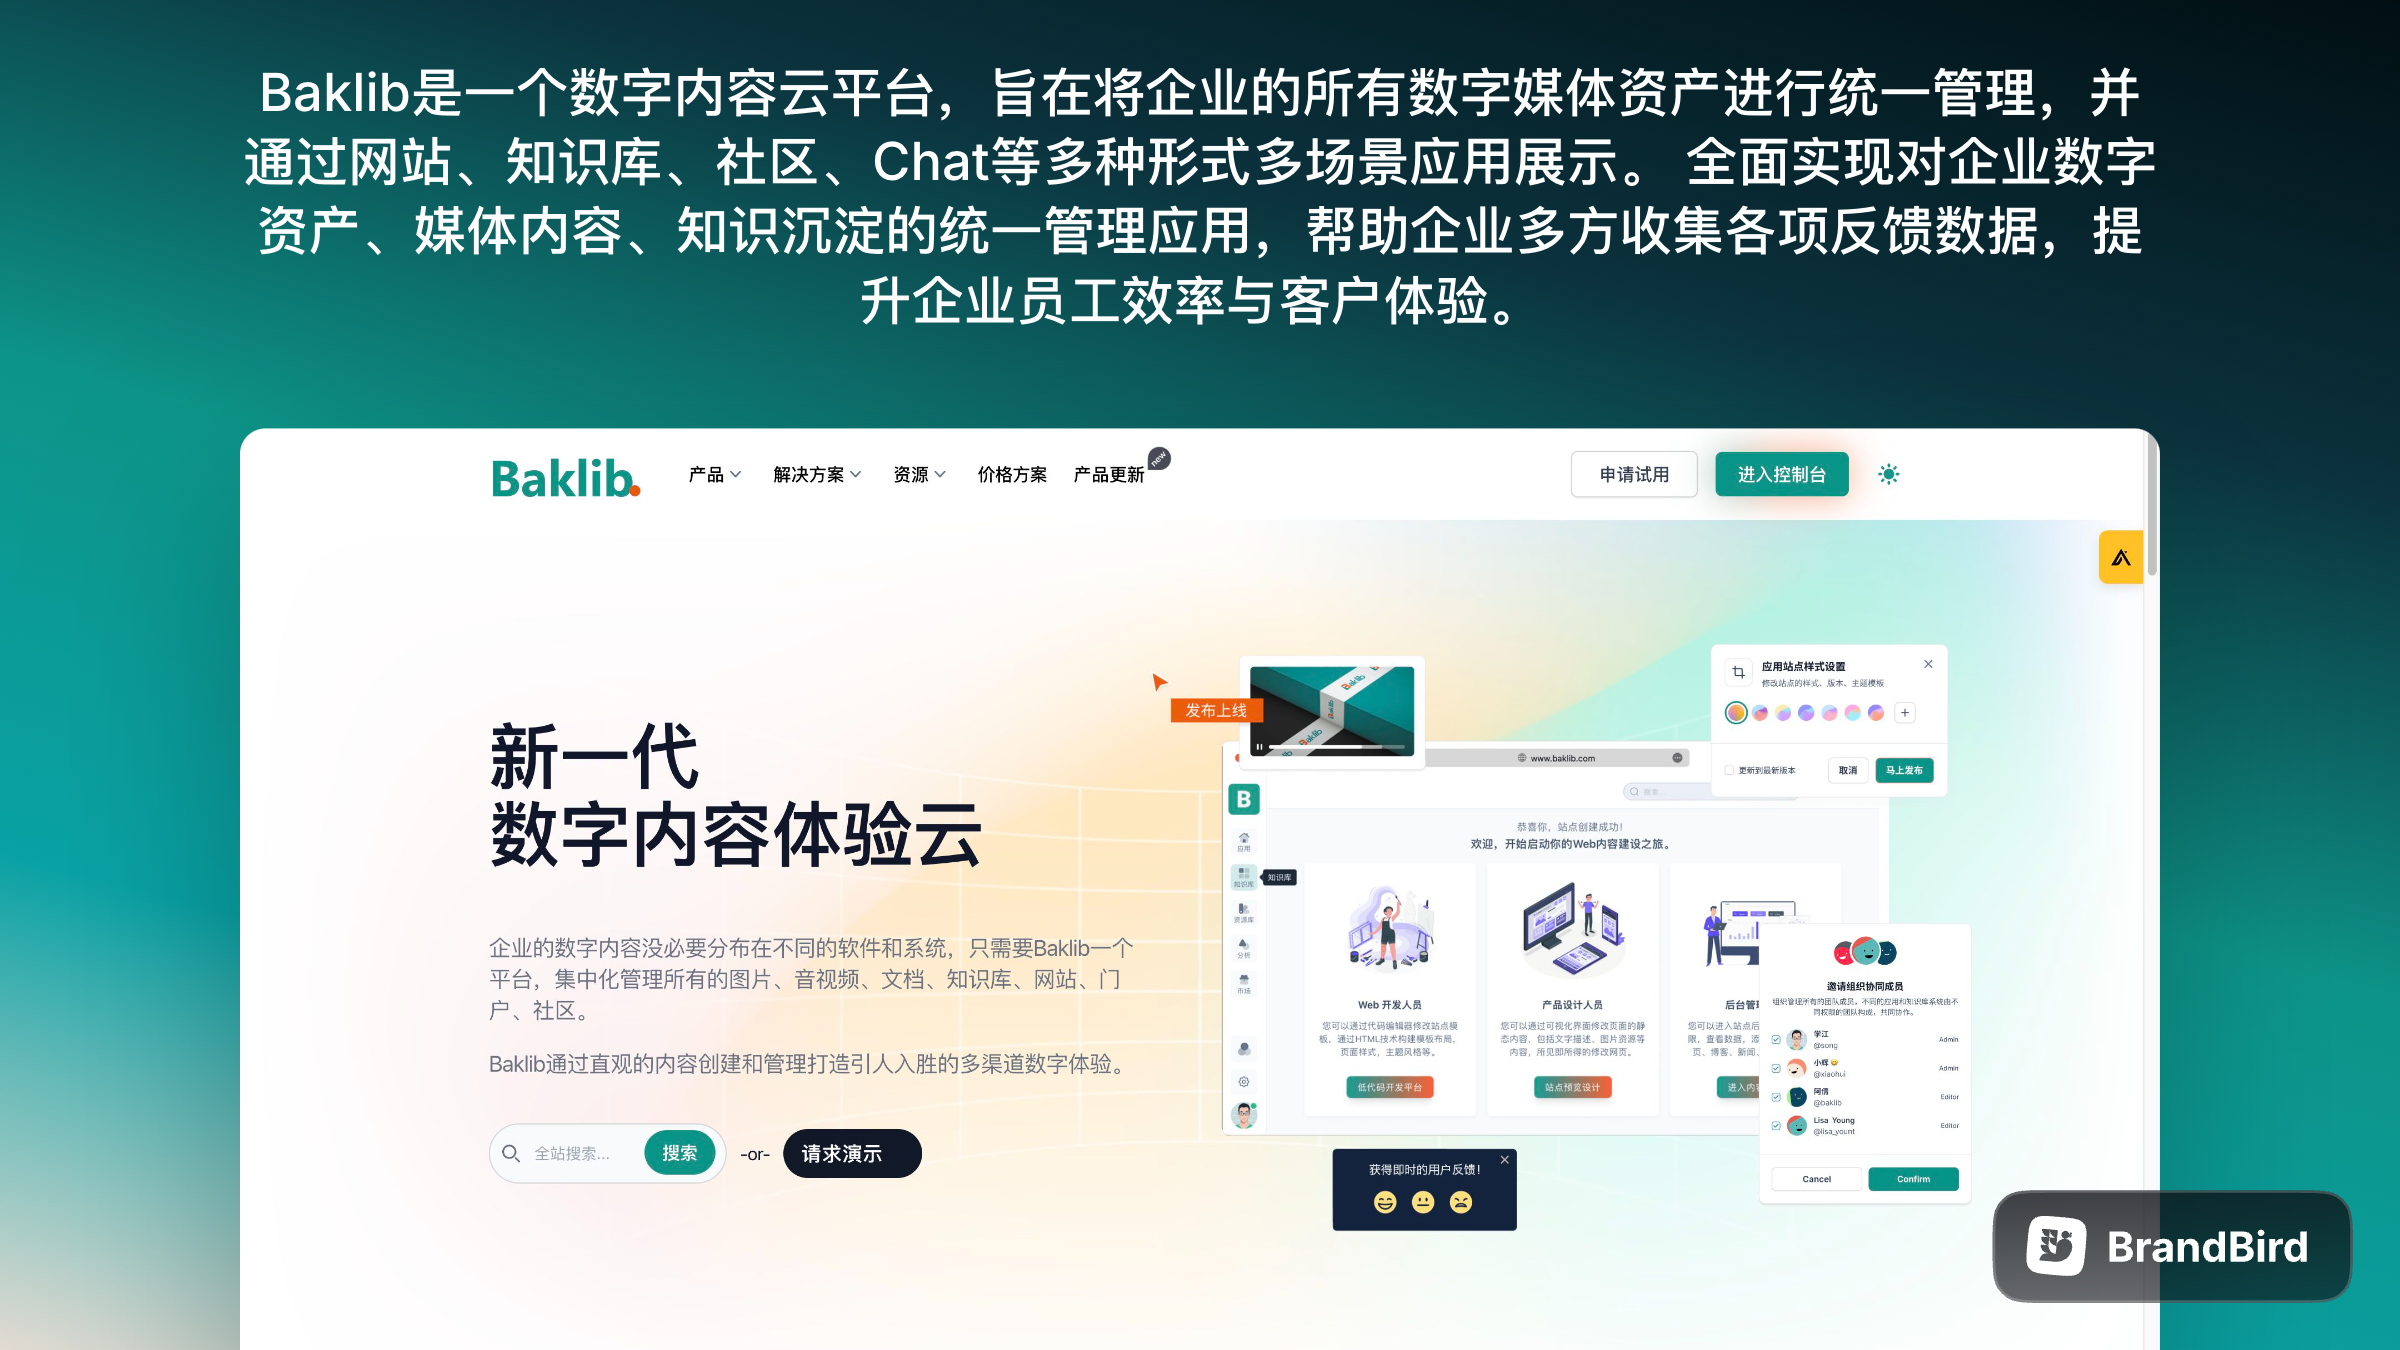 Baklib是一个数字内容云平台，旨在将企业的所有数字媒体资产进行统一管理，并
通过网站、知识库、社区、Chat等多种形式多场景应用展示。 全面实现对企业数字
资产、媒体内容、知识沉淀的统一管理应用，帮助企业多方收集各项反馈数据，提
升企业员工效率与客户体验。
Baklib.
产品
解决方案
资源
价格方案
产品更新
new
申请试用
进入控制台
新一代
数字内容体验云
企业的数字内容没必要分布在不同的软件和系统，只需要Baklib一个
平台，集中化管理所有的图片、音视频、文档、知识库、网站、门
户、社区。
Baklib通过直观的内容创建和管理打造引人入胜的多渠道数字体验。
全站搜索...
搜索
-or-
请求演示
发布上线
Baklib
Baklib
www.baklib.com
搜索...
应用站点样式设置
修改站点的样式、版本、主题模板
更新到最新版本
取消
马上发布
B
应用
知识库
知识库
资源库
分析
市场
恭喜你，站点创建成功！
欢迎，开始启动你的Web内容建设之旅。
Web 开发人员
您可以通过代码编辑器修改站点模
板，通过HTML技术构建模板布局、
页面样式，主题风格等。
低代码开发平台
产品设计人员
您可以通过可视化界面修改页面的静
态内容，包括文字描述、图片资源等
内容，所见即所得的修改网页。
站点预览设计
后台管
您可以进入站点后
限，查看数据，添
页、博客、新闻、
进入内
邀请组织协同成员
组织管理所有的团队成员，不同的应用和知识库系统由不
同权限的团队构成，共同协作。
学江
@song
Admin
小辉
@xiaohui
Admin
阿倩
@baklib
Editor
Lisa Young
@lisa_yount
Editor
Cancel
Confirm
获得即时的用户反馈！
BrandBird